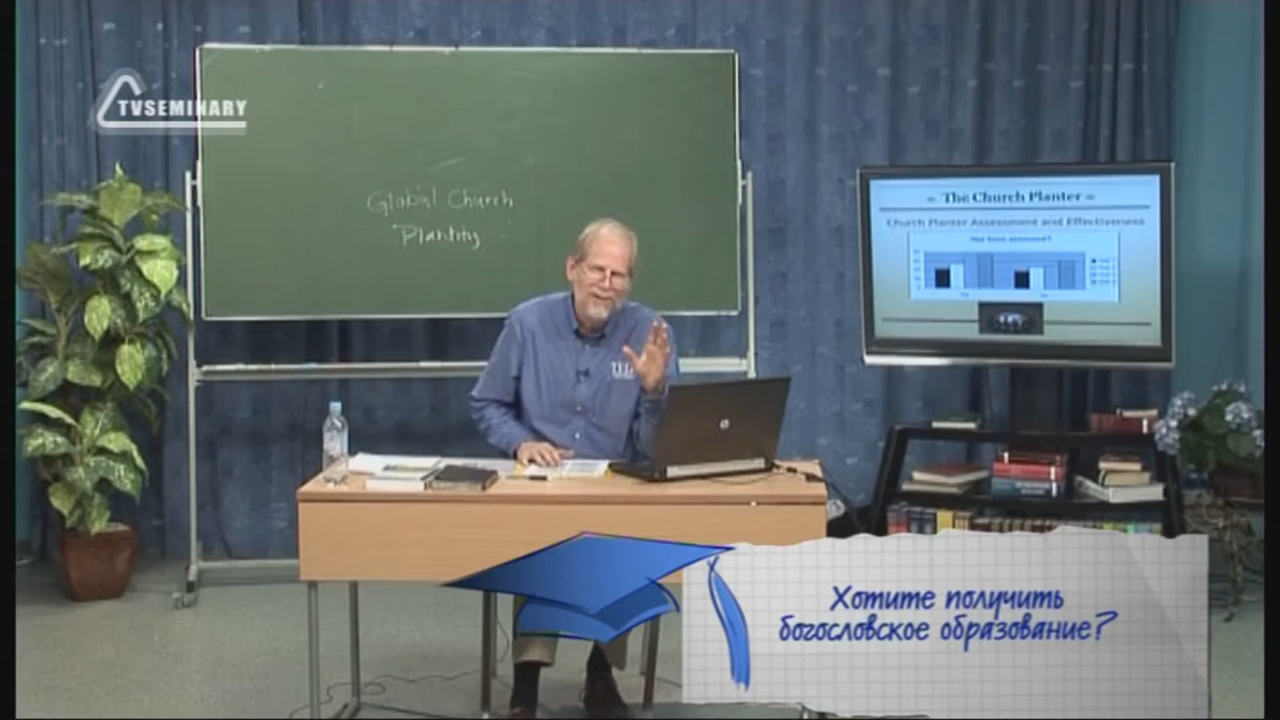 TVSEMINARY
Global Church
Planting
The Church Planter
Church Planter Assessment and Effectiveness
Хотите получить
богословское образование?